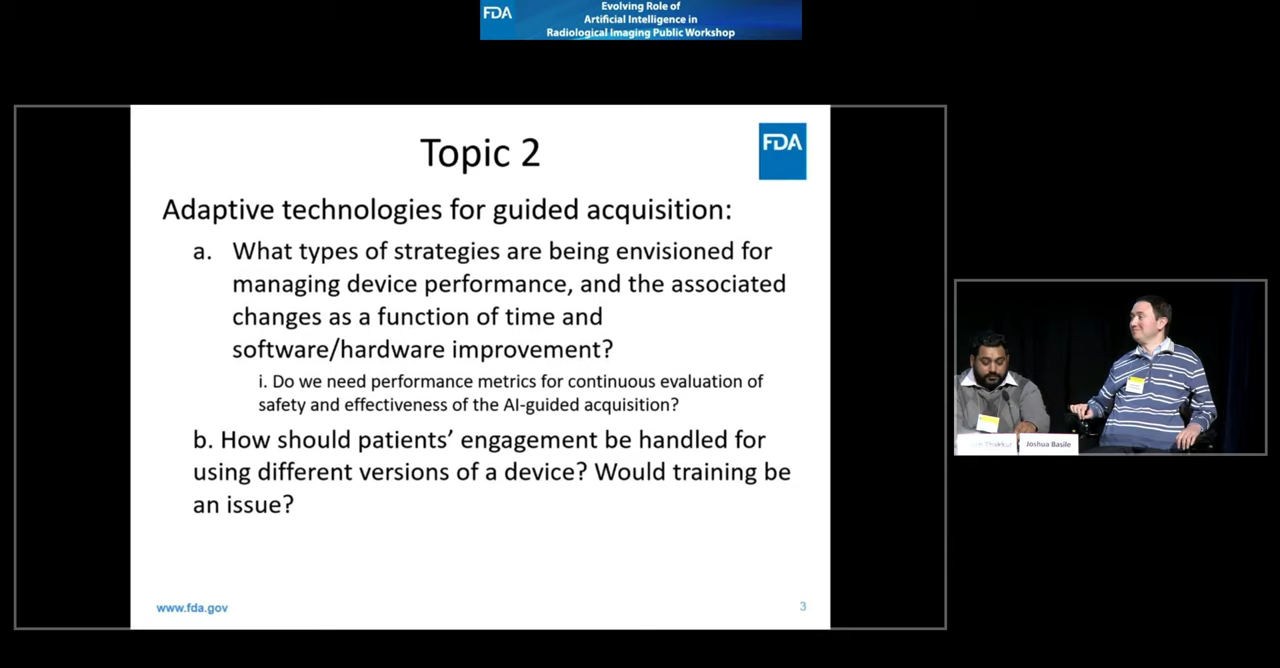 FDA
Evolving Role of
Artificial Intelligence in
Radiological Imaging Public Workshop
Topic 2
FDA
Adaptive technologies for guided acquisition:
a. What types of strategies are being envisioned for
managing device performance, and the associated
changes as a function of time and
software/hardware improvement?
i. Do we need performance metrics for continuous evaluation of
safety and effectiveness of the AI-guided acquisition?
b. How should patients’ engagement be handled for
using different versions of a device? Would training be
an issue?
www.fda.gov
3
Thakkur
Joshua Basile